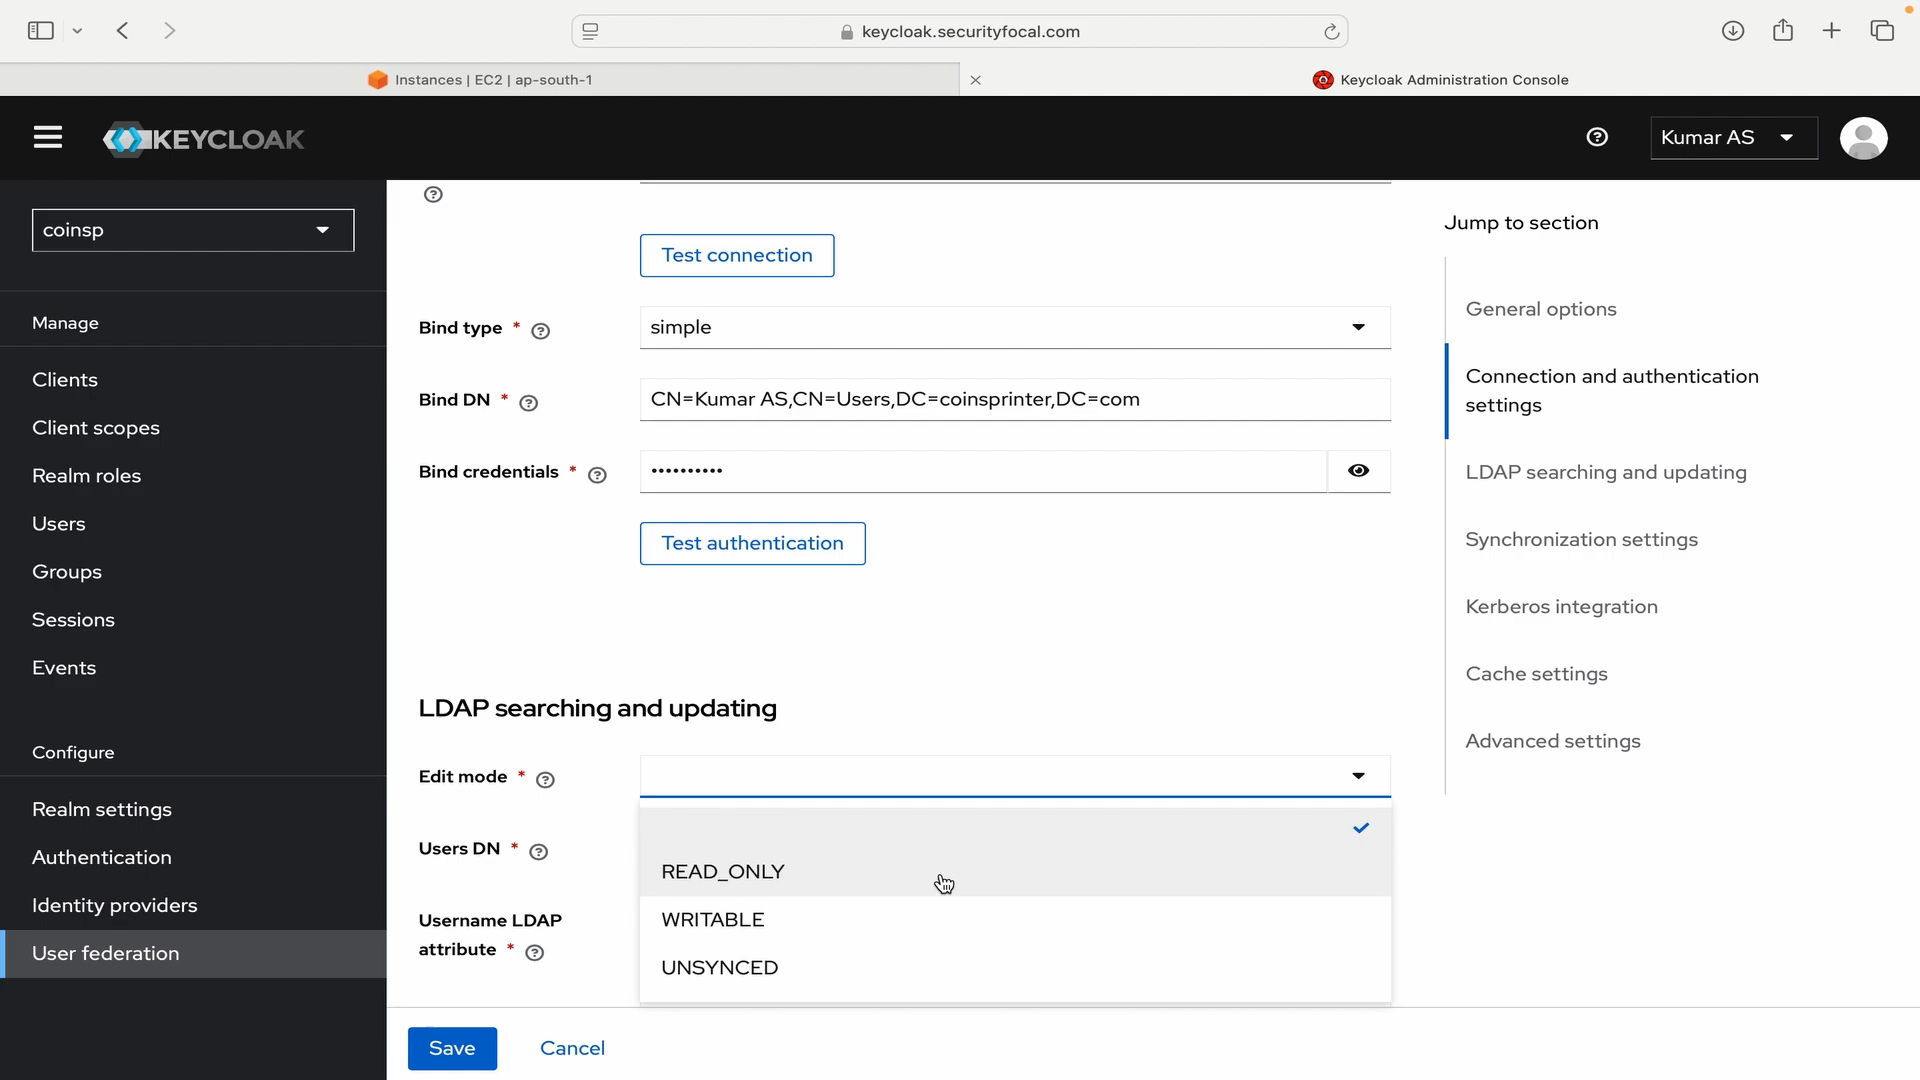 keycloak.securityfocal.com
Instances | EC2 | ap-south-1
Keycloak Administration Console
KEYCLOAK
Kumar AS
coinsp
Manage
Clients
Client scopes
Realm roles
Users
Groups
Sessions
Events
Configure
Realm settings
Authentication
Identity providers
User federation
Test connection
Bind type *
simple
Bind DN *
CN=Kumar AS,CN=Users,DC=coinsprinter,DC=com
Bind credentials *
••••••••••
Test authentication
LDAP searching and updating
Edit mode *
READ_ONLY
WRITABLE
UNSYNCED
Users DN *
Username LDAP
attribute *
Save
Cancel
Jump to section
General options
Connection and authentication
settings
LDAP searching and updating
Synchronization settings
Kerberos integration
Cache settings
Advanced settings